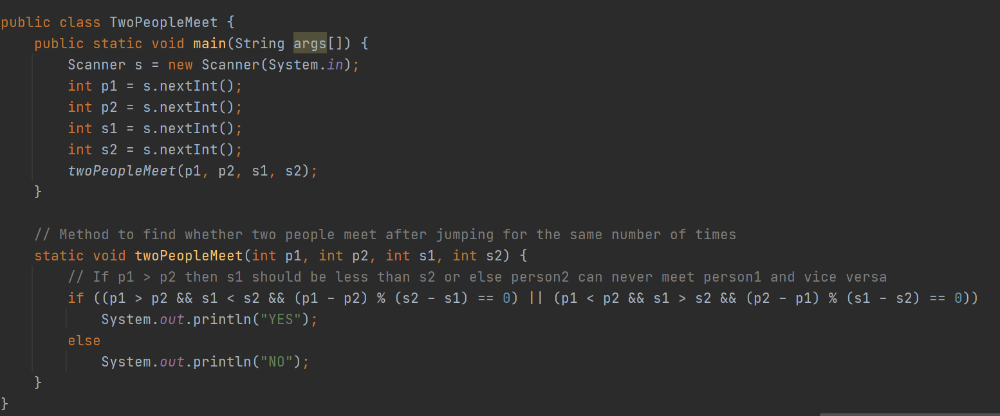 public class TwoPeopleMeet {
    public static void main(String args[]) {
        Scanner s = new Scanner(System.in);
        int p1 = s.nextInt();
        int p2 = s.nextInt();
        int s1 = s.nextInt();
        int s2 = s.nextInt();
        twoPeopleMeet(p1, p2, s1, s2);
    }

    // Method to find whether two people meet after jumping for the same number of times
    static void twoPeopleMeet(int p1, int p2, int s1, int s2) {
        // If p1 > p2 then s1 should be less than s2 or else person2 can never meet person1 and vice versa
        if ((p1 > p2 && s1 < s2 && (p1 - p2) % (s2 - s1) == 0) || (p1 < p2 && s1 > s2 && (p2 - p1) % (s1 - s2) == 0))
            System.out.println("YES");
        else
            System.out.println("NO");
    }
}